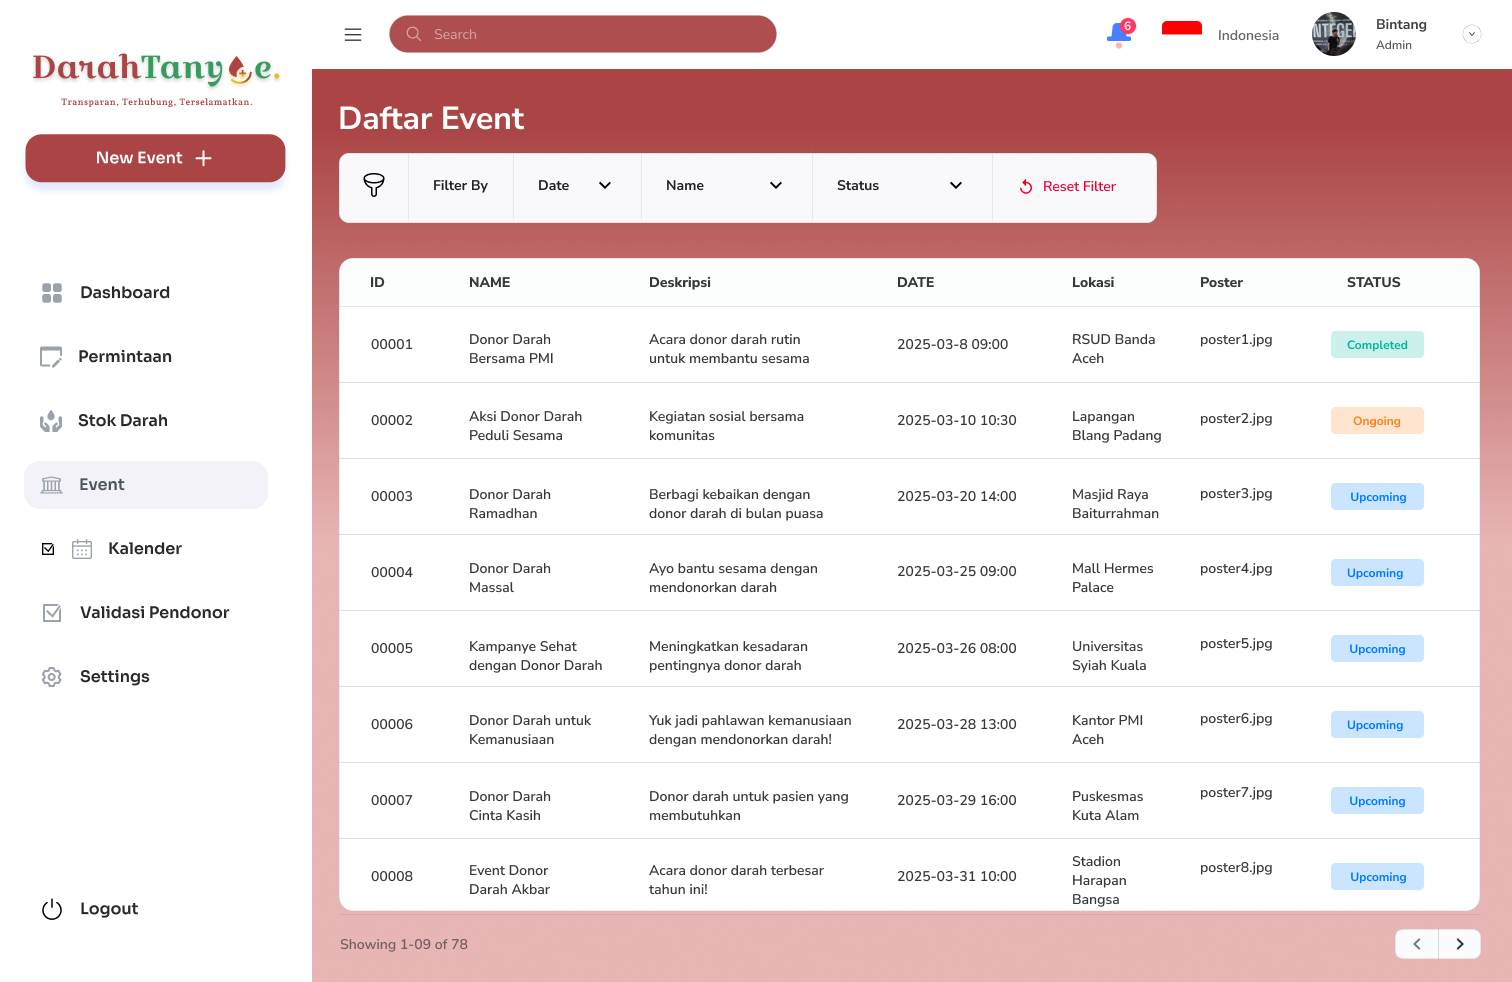 DarahTanyoe.
Transparan, Terhubung, Terselamatkan.
New Event
Dashboard
Permintaan
Stok Darah
Event
Kalender
Validasi Pendonor
Settings
Logout
Search
6
Indonesia
Bintang
Admin
Daftar Event
Filter By
Date
Name
Status
Reset Filter
ID NAME Deskripsi DATE Lokasi Poster STATUS
00001
Donor Darah
Bersama PMI
Acara donor darah rutin
untuk membantu sesama
2025-03-8 09:00
RSUD Banda
Aceh
poster1.jpg
Completed
00002
Aksi Donor Darah
Peduli Sesama
Kegiatan sosial bersama
komunitas
2025-03-10 10:30
Lapangan
Blang Padang
poster2.jpg
Ongoing
00003
Donor Darah
Ramadhan
Berbagi kebaikan dengan
donor darah di bulan puasa
2025-03-20 14:00
Masjid Raya
Baiturrahman
poster3.jpg
Upcoming
00004
Donor Darah
Massal
Ayo bantu sesama dengan
mendonorkan darah
2025-03-25 09:00
Mall Hermes
Palace
poster4.jpg
Upcoming
00005
Kampanye Sehat
dengan Donor Darah
Meningkatkan kesadaran
pentingnya donor darah
2025-03-26 08:00
Universitas
Syiah Kuala
poster5.jpg
Upcoming
00006
Donor Darah untuk
Kemanusiaan
Yuk jadi pahlawan kemanusiaan
dengan mendonorkan darah!
2025-03-28 13:00
Kantor PMI
Aceh
poster6.jpg
Upcoming
00007
Donor Darah
Cinta Kasih
Donor darah untuk pasien yang
membutuhkan
2025-03-29 16:00
Puskesmas
Kuta Alam
poster7.jpg
Upcoming
00008
Event Donor
Darah Akbar
Acara donor darah terbesar
tahun ini!
2025-03-31 10:00
Stadion
Harapan
Bangsa
poster8.jpg
Upcoming
Showing 1-09 of 78